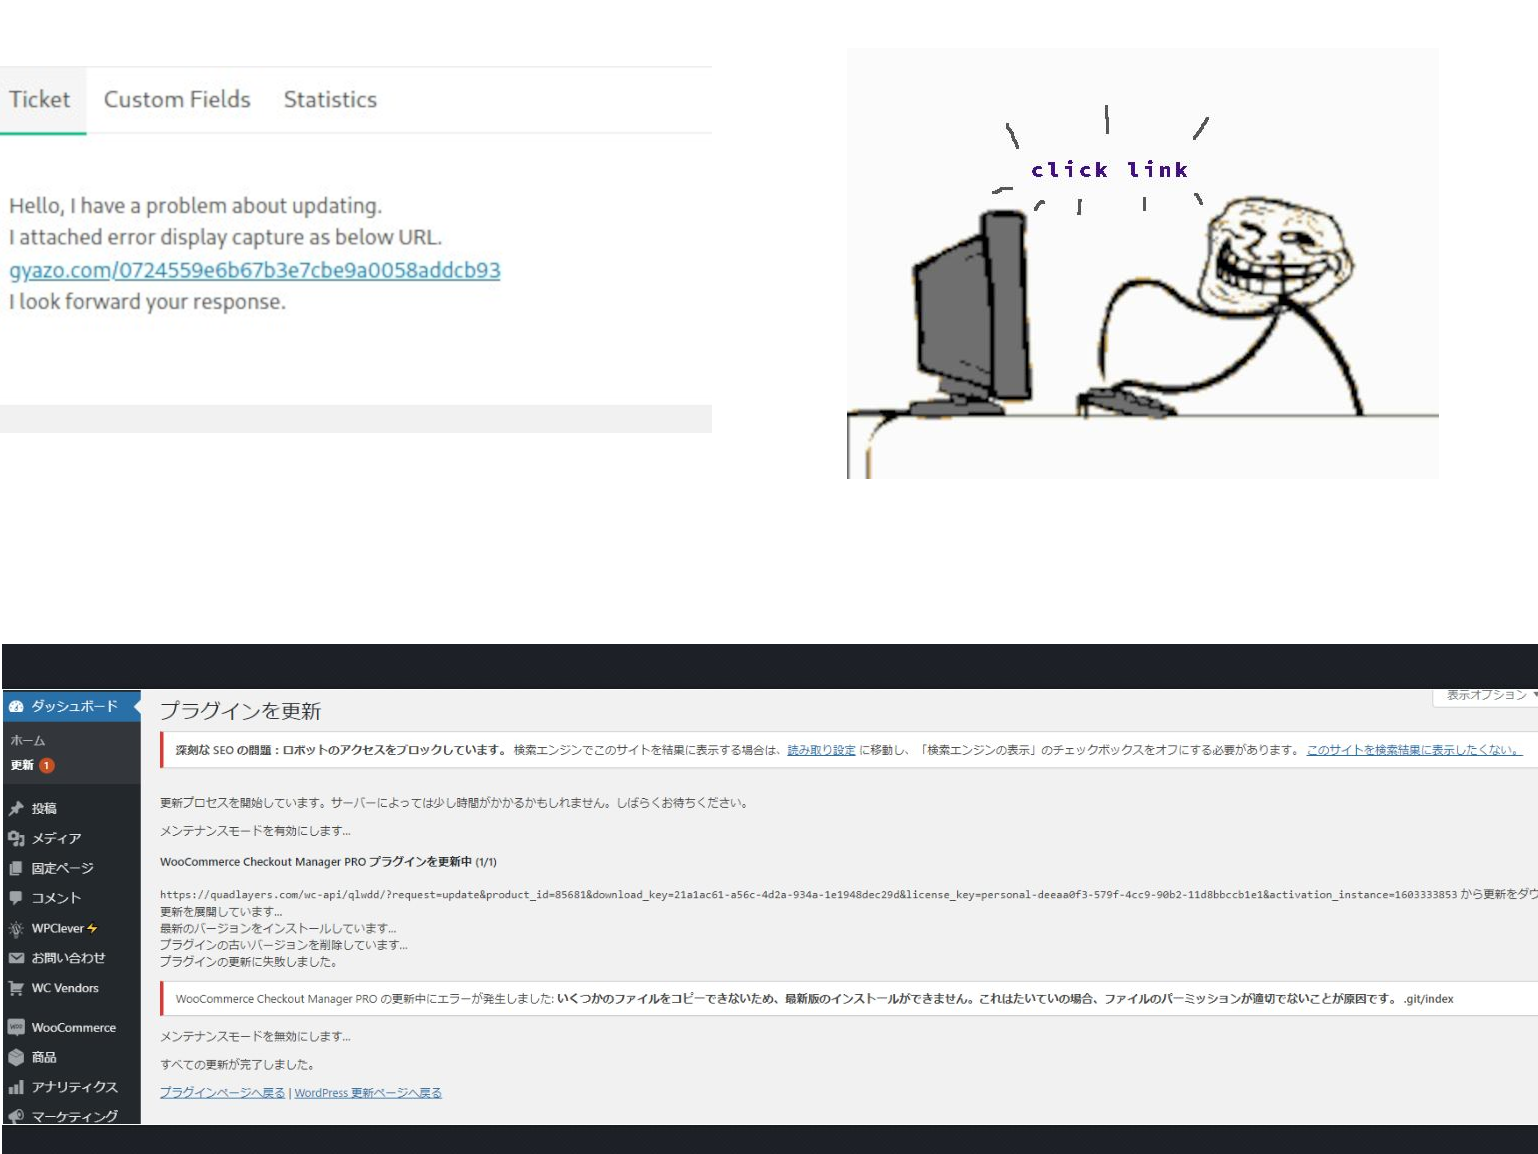 Ticket Custom Fields Statistics
Hello, I have a problem about updating.
I attached error display capture as below URL.
gyazo.com/0724559e6b67b3e7cbe9a0058addcb93
I look forward your response.
click link
ダッシュボード
ホーム
更新 1
投稿
メディア
固定ページ
コメント
WPClever⚡
お問い合わせ
WC Vendors
WooCommerce
商品
アナリティクス
マーケティング
表示オプション
プラグインを更新
深刻な SEO の問題：ロボットのアクセスをブロックしています。 検索エンジンでこのサイトを結果に表示する場合は、読み取り設定 に移動し、「検索エンジンの表示」のチェックボックスをオフにする必要があります。 このサイトを検索結果に表示したくない。
更新プロセスを開始しています。サーバーによっては少し時間がかかるかもしれません。しばらくお待ちください。
メンテナンスモードを有効にします…
WooCommerce Checkout Manager PRO プラグインを更新中 (1/1)
https://quadlayers.com/wc-api/qlwdd/?request=update&product_id=85681&download_key=21a1ac61-a56c-4d2a-934a-1e1948dec29d&license_key=personal-deeaa0f3-579f-4cc9-90b2-11d8bbccb1e1&activation_instance=1603333853 から更新をダウ
更新を展開しています…
最新のバージョンをインストールしています…
プラグインの古いバージョンを削除しています…
プラグインの更新に失敗しました。
WooCommerce Checkout Manager PRO の更新中にエラーが発生しました: いくつかのファイルをコピーできないため、最新版のインストールができません。これはたいていの場合、ファイルのパーミッションが適切でないことが原因です。 .git/index
メンテナンスモードを無効にします…
すべての更新が完了しました。
プラグインページへ戻る | WordPress 更新ページへ戻る